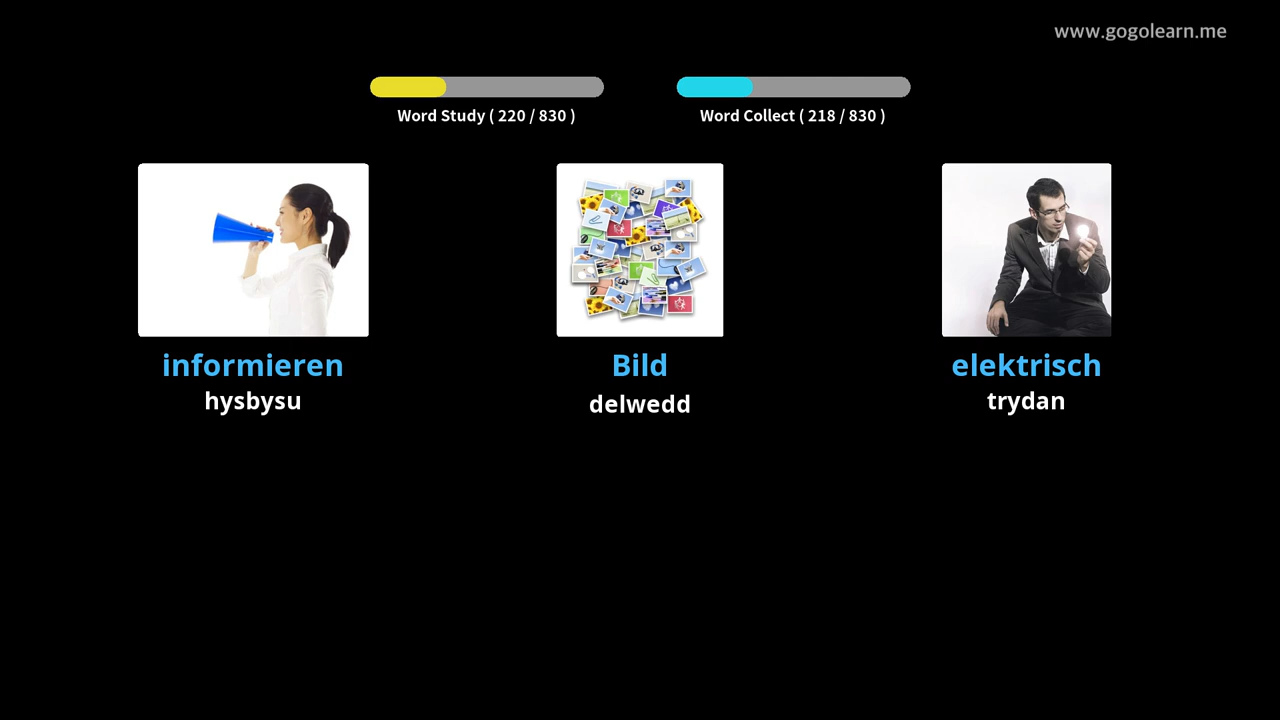 www.gogolearn.me
Word Study ( 220 / 830 )
Word Collect ( 218 / 830 )
informieren
hysbysu
Bild
delwedd
elektrisch
trydan